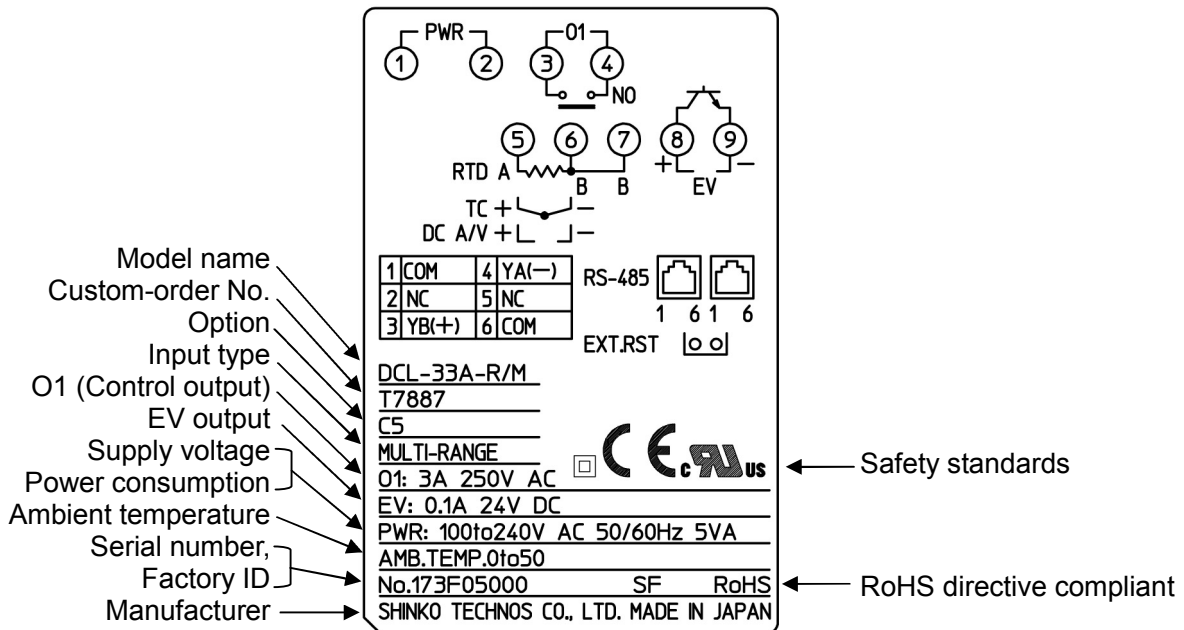 PWR
O1
1 2 3 4
NO
5 6 7 8 9
RTD A B B
+ EV −
TC + −
DC A/V + −
1 COM 4 YA(−)
2 NC 5 NC
3 YB(+) 6 COM
RS-485
1 6 1 6
EXT.RST
Model name
Custom-order No.
Option
Input type
O1 (Control output)
EV output
Supply voltage
Power consumption
Ambient temperature
Serial number,
Factory ID
Manufacturer
DCL-33A-R/M
T7887
C5
MULTI-RANGE
O1: 3A 250V AC
CE c RU US
EV: 0.1A 24V DC
PWR: 100to240V AC 50/60Hz 5VA
AMB.TEMP.0to50
No.173F05000 SF RoHS
SHINKO TECHNOS CO., LTD. MADE IN JAPAN
Safety standards
RoHS directive compliant